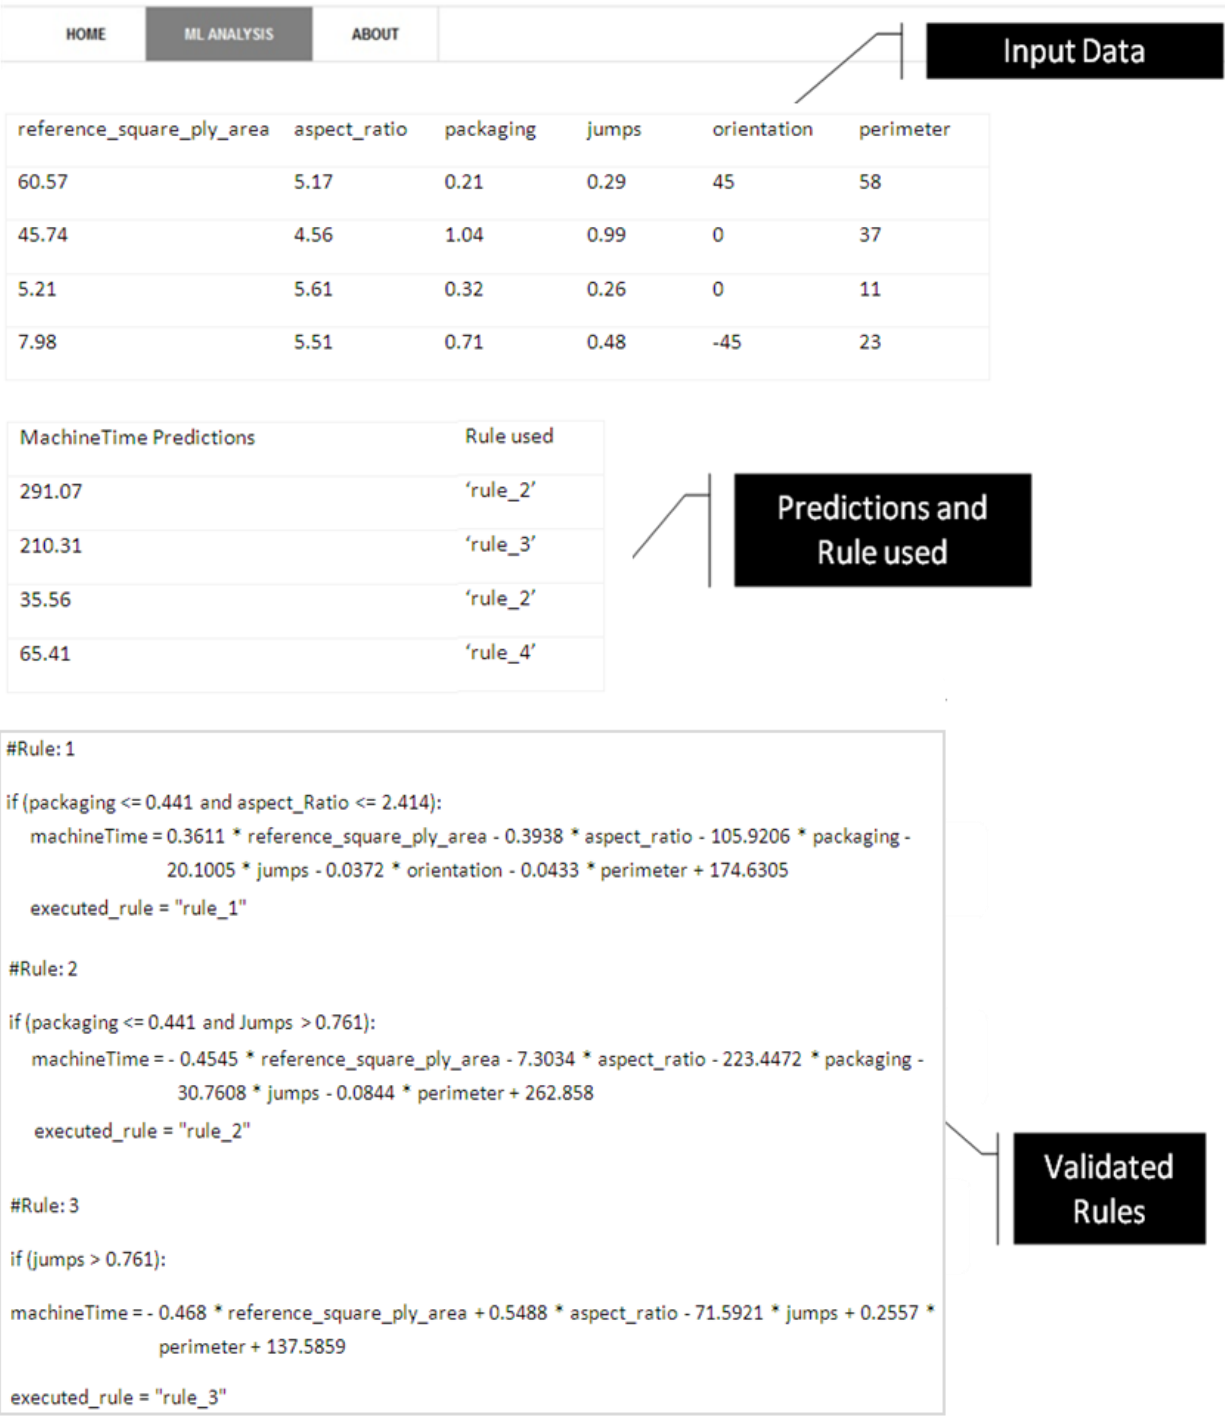 HOME ML ANALYSIS ABOUT
Input Data
reference_square_ply_area aspect_ratio packaging jumps orientation perimeter
60.57 5.17 0.21 0.29 45 58
45.74 4.56 1.04 0.99 0 37
5.21 5.61 0.32 0.26 0 11
7.98 5.51 0.71 0.48 -45 23
MachineTime Predictions Rule used
291.07 ‘rule_2’
210.31 ‘rule_3’
35.56 ‘rule_2’
65.41 ‘rule_4’
Predictions and
Rule used
#Rule: 1
if (packaging <= 0.441 and aspect_Ratio <= 2.414):
machineTime = 0.3611 * reference_square_ply_area - 0.3938 * aspect_ratio - 105.9206 * packaging -
20.1005 * jumps - 0.0372 * orientation - 0.0433 * perimeter + 174.6305
executed_rule = "rule_1"
#Rule: 2
if (packaging <= 0.441 and Jumps > 0.761):
machineTime = - 0.4545 * reference_square_ply_area - 7.3034 * aspect_ratio - 223.4472 * packaging -
30.7608 * jumps - 0.0844 * perimeter + 262.858
executed_rule = "rule_2"
#Rule: 3
if (jumps > 0.761):
machineTime = - 0.468 * reference_square_ply_area + 0.5488 * aspect_ratio - 71.5921 * jumps + 0.2557 *
perimeter + 137.5859
executed_rule = "rule_3"
Validated
Rules